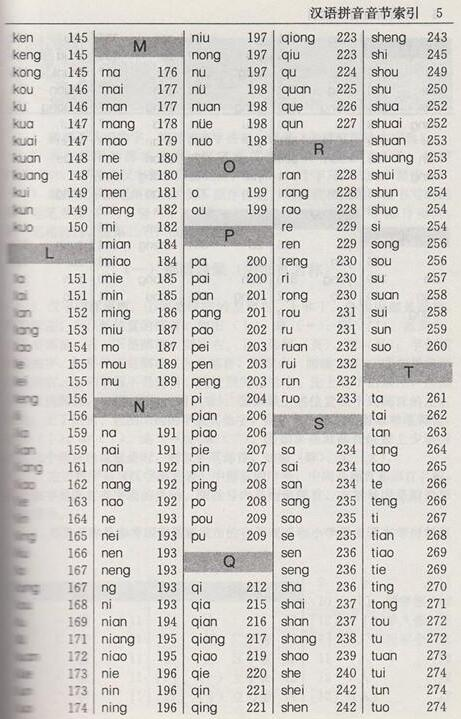 汉语拼音音节索引 5
ken 145
keng 145
kong 145
kou 146
ku 146
kua 147
kuai 147
kuan 148
kuang 148
kui 149
kun 149
kuo 150
L
la 151
lai 151
lan 152
lang 153
lao 154
le 155
lei 155
leng 156
li 156
159
lian 159
liang 161
liao 162
lie 163
lin 164
ling 165
166
167
167
168
169
171
172
173
173
174
M
ma 176
mai 177
man 177
mang 178
mao 179
me 180
mei 180
men 181
meng 182
mi 182
mian 184
miao 184
mie 185
min 185
ming 186
miu 187
mo 187
mou 189
mu 189
N
na 191
nai 191
nan 192
nang 192
nao 192
ne 193
nei 193
nen 193
neng 193
ng 193
ni 193
nian 194
niang 195
niao 195
nie 196
nin 196
ning 196
niu 197
nong 197
nu 197
nü 198
nuan 198
nüe 198
nuo 198
O
o 199
ou 199
P
pa 200
pai 200
pan 201
pang 201
pao 202
pei 203
pen 203
peng 203
pi 204
pian 206
piao 206
pie 207
pin 207
ping 208
po 208
pou 209
pu 209
Q
qi 212
qia 215
qian 216
qiang 217
qiao 219
qie 220
qin 221
qing 221
qiong 223
qiu 223
qu 224
quan 225
que 226
qun 227
R
ran 228
rang 228
rao 228
re 229
ren 229
reng 230
ri 230
rong 230
rou 231
ru 231
ruan 232
rui 232
run 232
ruo 233
S
sa 234
sai 234
san 234
sang 235
sao 235
se 235
sen 236
seng 236
sha 236
shai 237
shan 237
shang 238
shao 239
she 240
shei 242
shen 242
sheng 243
shi 245
shou 249
shu 250
shua 252
shuai 252
shuan 253
shuang 253
shui 253
shun 254
shuo 254
si 254
song 256
sou 256
su 257
suan 258
sui 258
sun 259
suo 260
T
ta 261
tai 262
tan 263
tang 264
tao 265
te 266
teng 266
ti 267
tian 268
tiao 269
tie 269
ting 270
tong 271
tou 272
tu 272
tuan 273
tui 274
tun 274
tuo 274